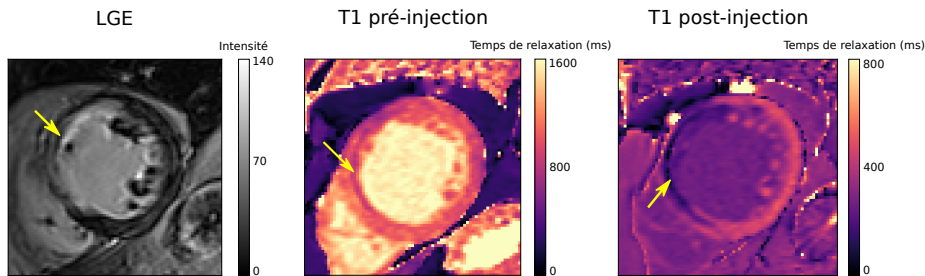 LGE
T1 pré-injection
T1 post-injection
Intensité
Temps de relaxation (ms)
Temps de relaxation (ms)
140
70
0
1600
800
0
800
400
0